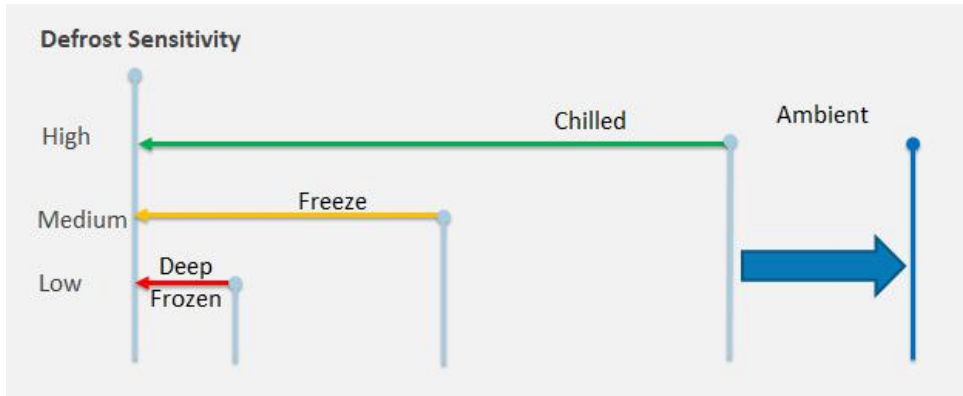 Defrost Sensitivity
High
Chilled
Ambient
Medium
Freeze
Low
Deep
Frozen